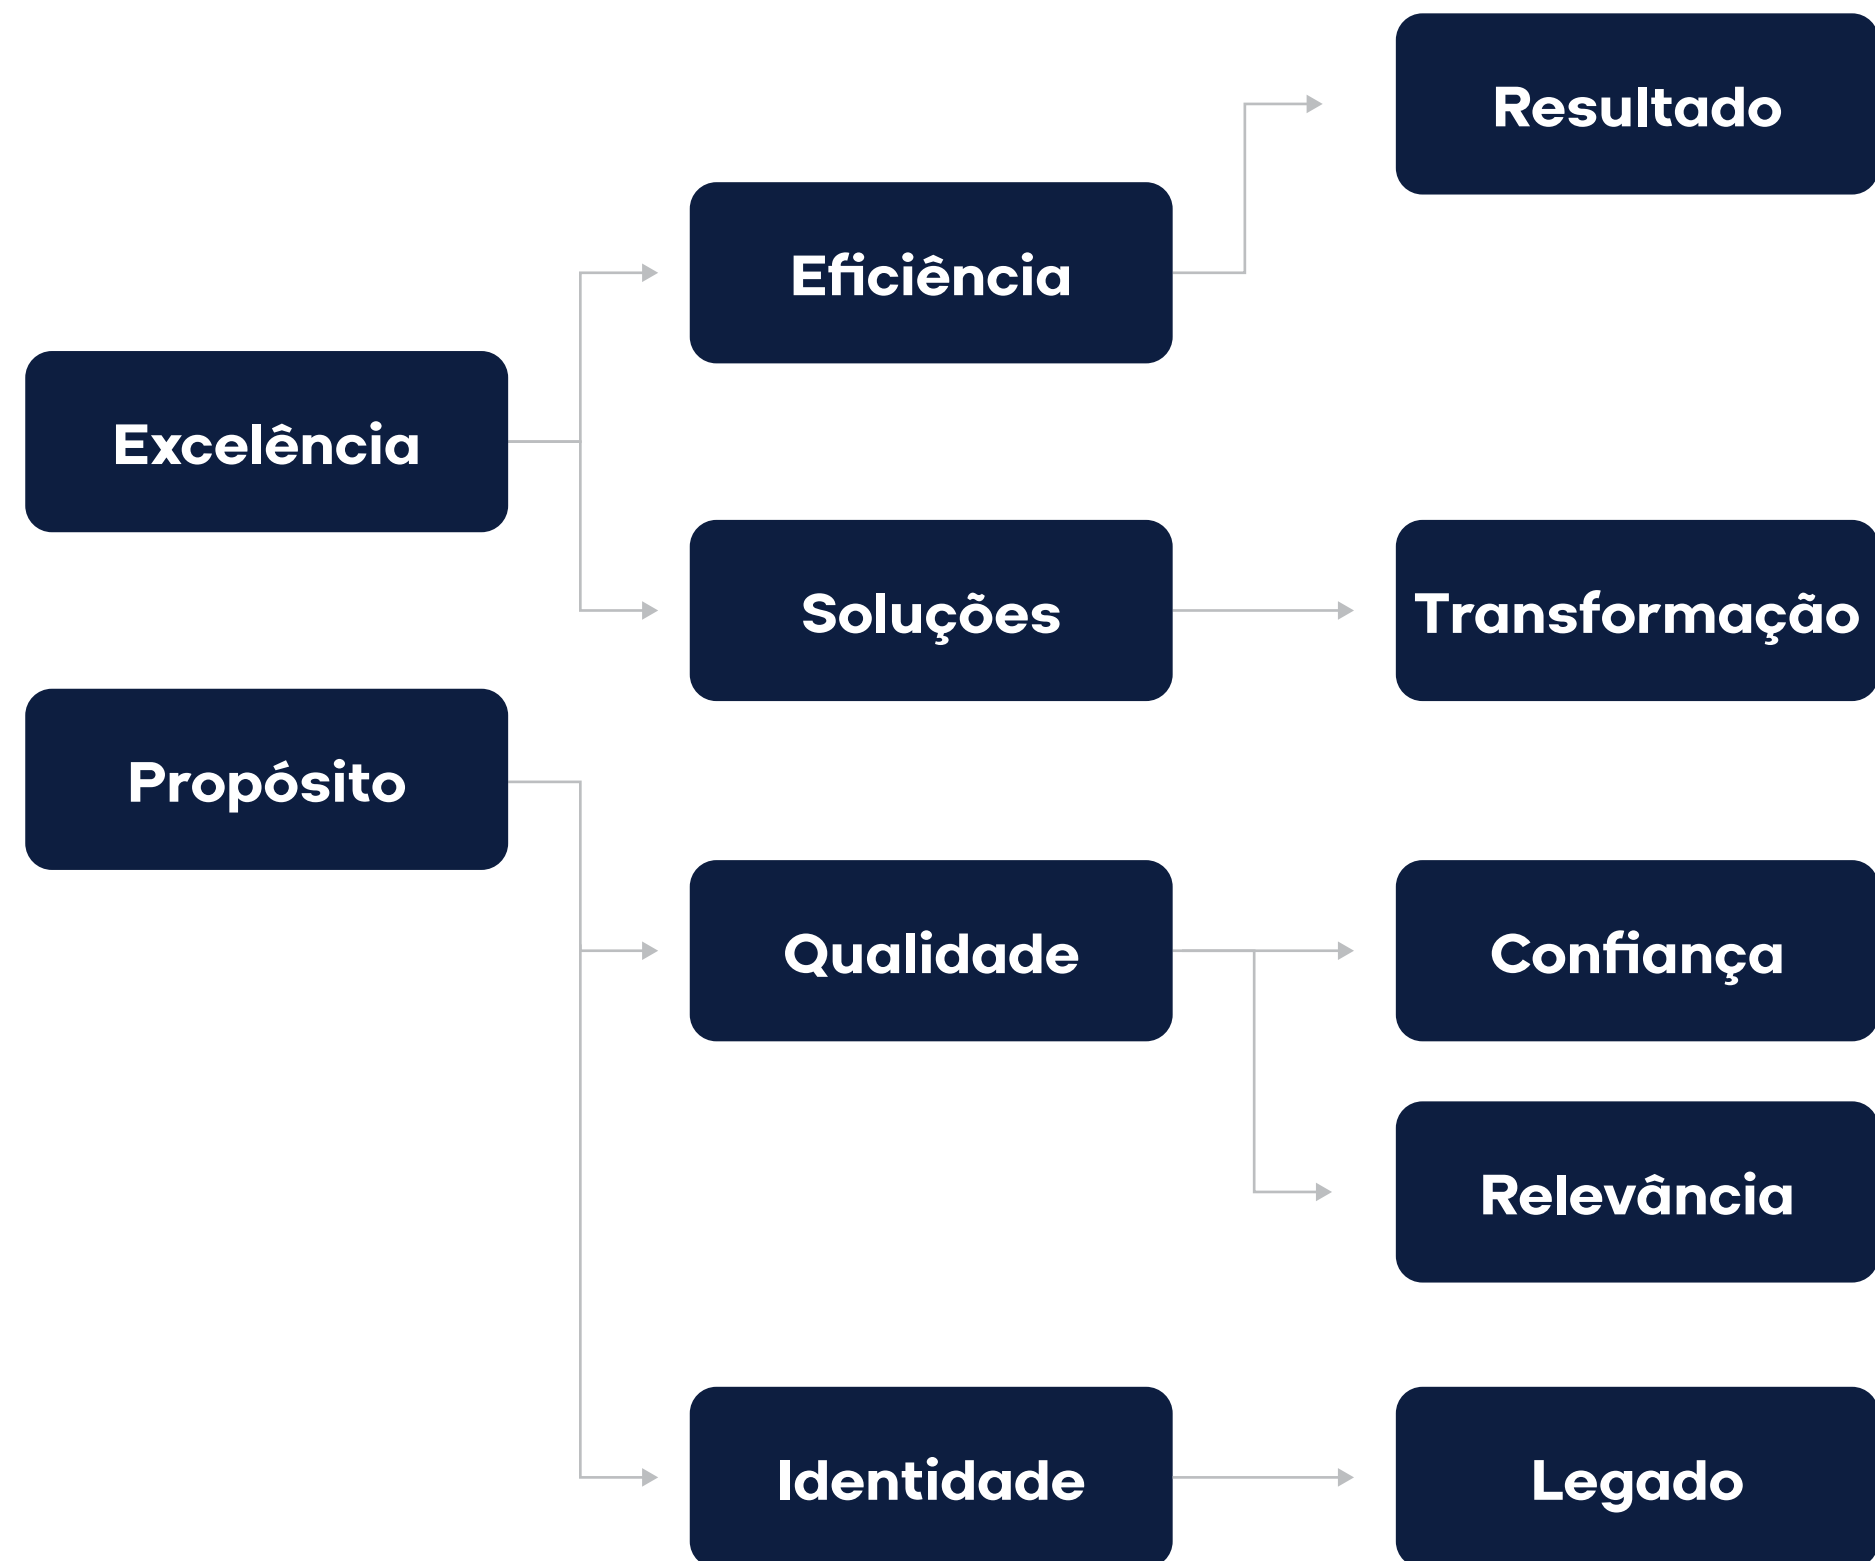 Resultado
Eficiência
Excelência
Soluções
Transformação
Propósito
Qualidade
Confiança
Relevância
Identidade
Legado